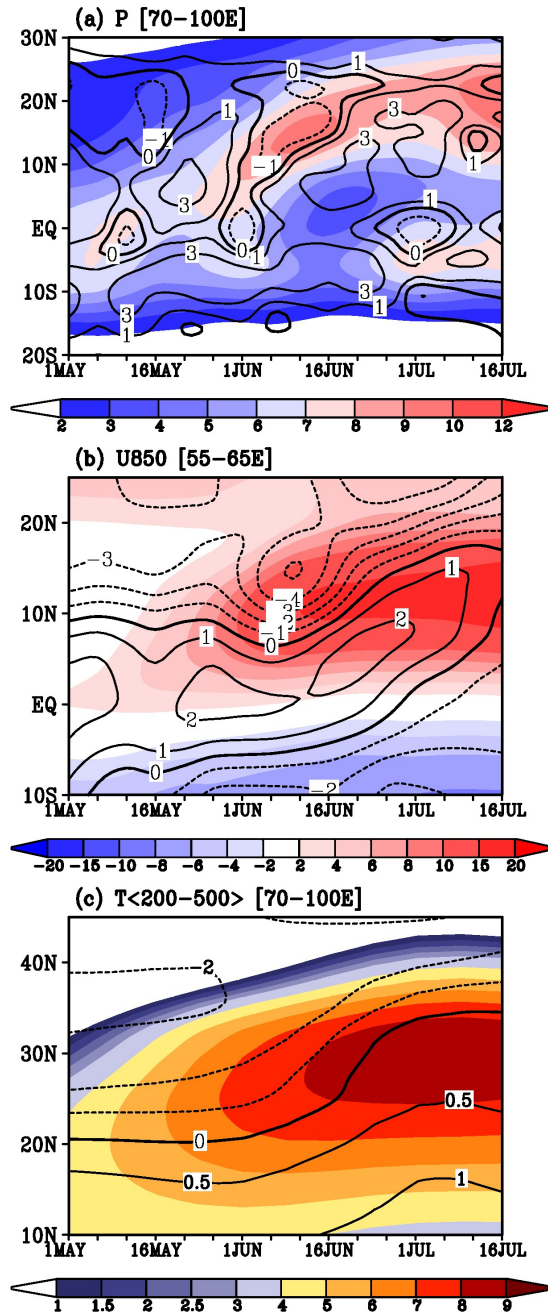 (a) P [70-100E]
30N
1
0
20N
1 3
-1
0 -1 1
10N
3 1
EQ
0 3 0 1 0
3
3
10S
3
1
20S
1MAY 16MAY 1JUN 16JUN 1JUL 16JUL
2 3 4 5 6 7 8 9 10 12
(b) U850 [55-65E]
20N
-3
1
-4
10N
3
2 2
-1
1 0
EQ
2
1
0
-2
10S
1MAY 16MAY 1JUN 16JUN 1JUL 16JUL
-20 -15 -10 -8 -6 -4 -2 2 4 6 8 10 15 20
(c) T<200-500> [70-100E]
40N
-2
30N
0.5
20N
0
0.5
1
10N
1MAY 16MAY 1JUN 16JUN 1JUL 16JUL
1 1.5 2 2.5 3 4 5 6 7 8 9